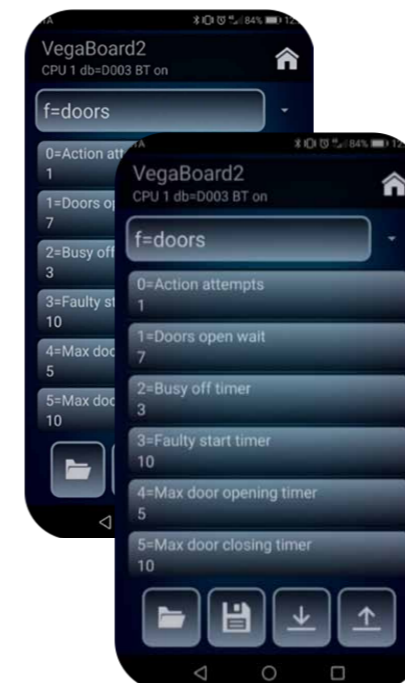 84%
VegaBoard2
CPU 1 db=D003 BT on
f=doors
0=Action att
1
1=Doors op
7
2=Busy off
3
3=Faulty st
10
4=Max doo
5
5=Max doo
10
84%
VegaBoard2
CPU 1 db=D003 BT on
f=doors
0=Action attempts
1
1=Doors open wait
7
2=Busy off timer
3
3=Faulty start timer
10
4=Max door opening timer
5
5=Max door closing timer
10